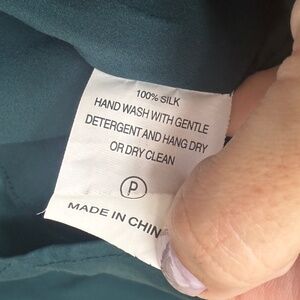 100% SILK
HAND WASH WITH GENTLE
DETERGENT AND HANG DRY
OR DRY CLEAN
P
MADE IN CHIN